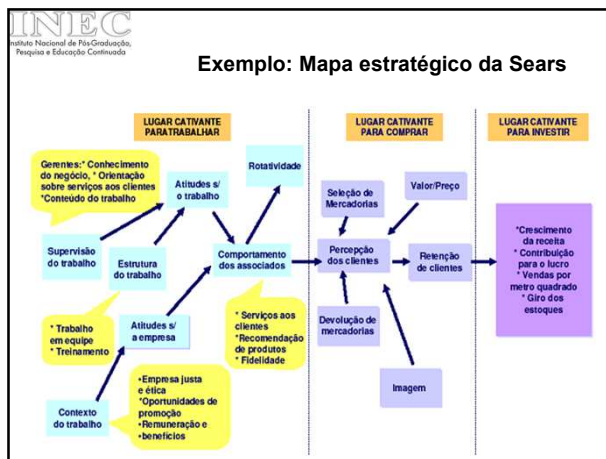 INEC
Instituto Nacional de Pós-Graduação,
Pesquisa e Educação Continuada
Exemplo: Mapa estratégico da Sears
LUGAR CATIVANTE
PARATRABALHAR
LUGAR CATIVANTE
PARA COMPRAR
LUGAR CATIVANTE
PARA INVESTIR
Gerentes:* Conhecimento
do negócio, * Orientação
sobre serviços aos clientes
*Conteúdo do trabalho
Atitudes s/
o trabalho
Rotatividade
Supervisão
do trabalho
Estrutura
do trabalho
Comportamento
dos associados
* Trabalho
em equipe
* Treinamento
Atitudes s/
a empresa
* Serviços aos
clientes
*Recomendação
de produtos
* Fidelidade
Contexto
do trabalho
•Empresa justa
e ética
*Oportunidades de
promoção
•Remuneração e
benefícios
Seleção de
Mercadorias
Valor/Preço
Percepção
dos clientes
Retenção
de clientes
Devolução de
mercadorias
Imagem
*Crescimento
da receita
* Contribuição
para o lucro
* Vendas por
metro quadrado
* Giro dos
estoques